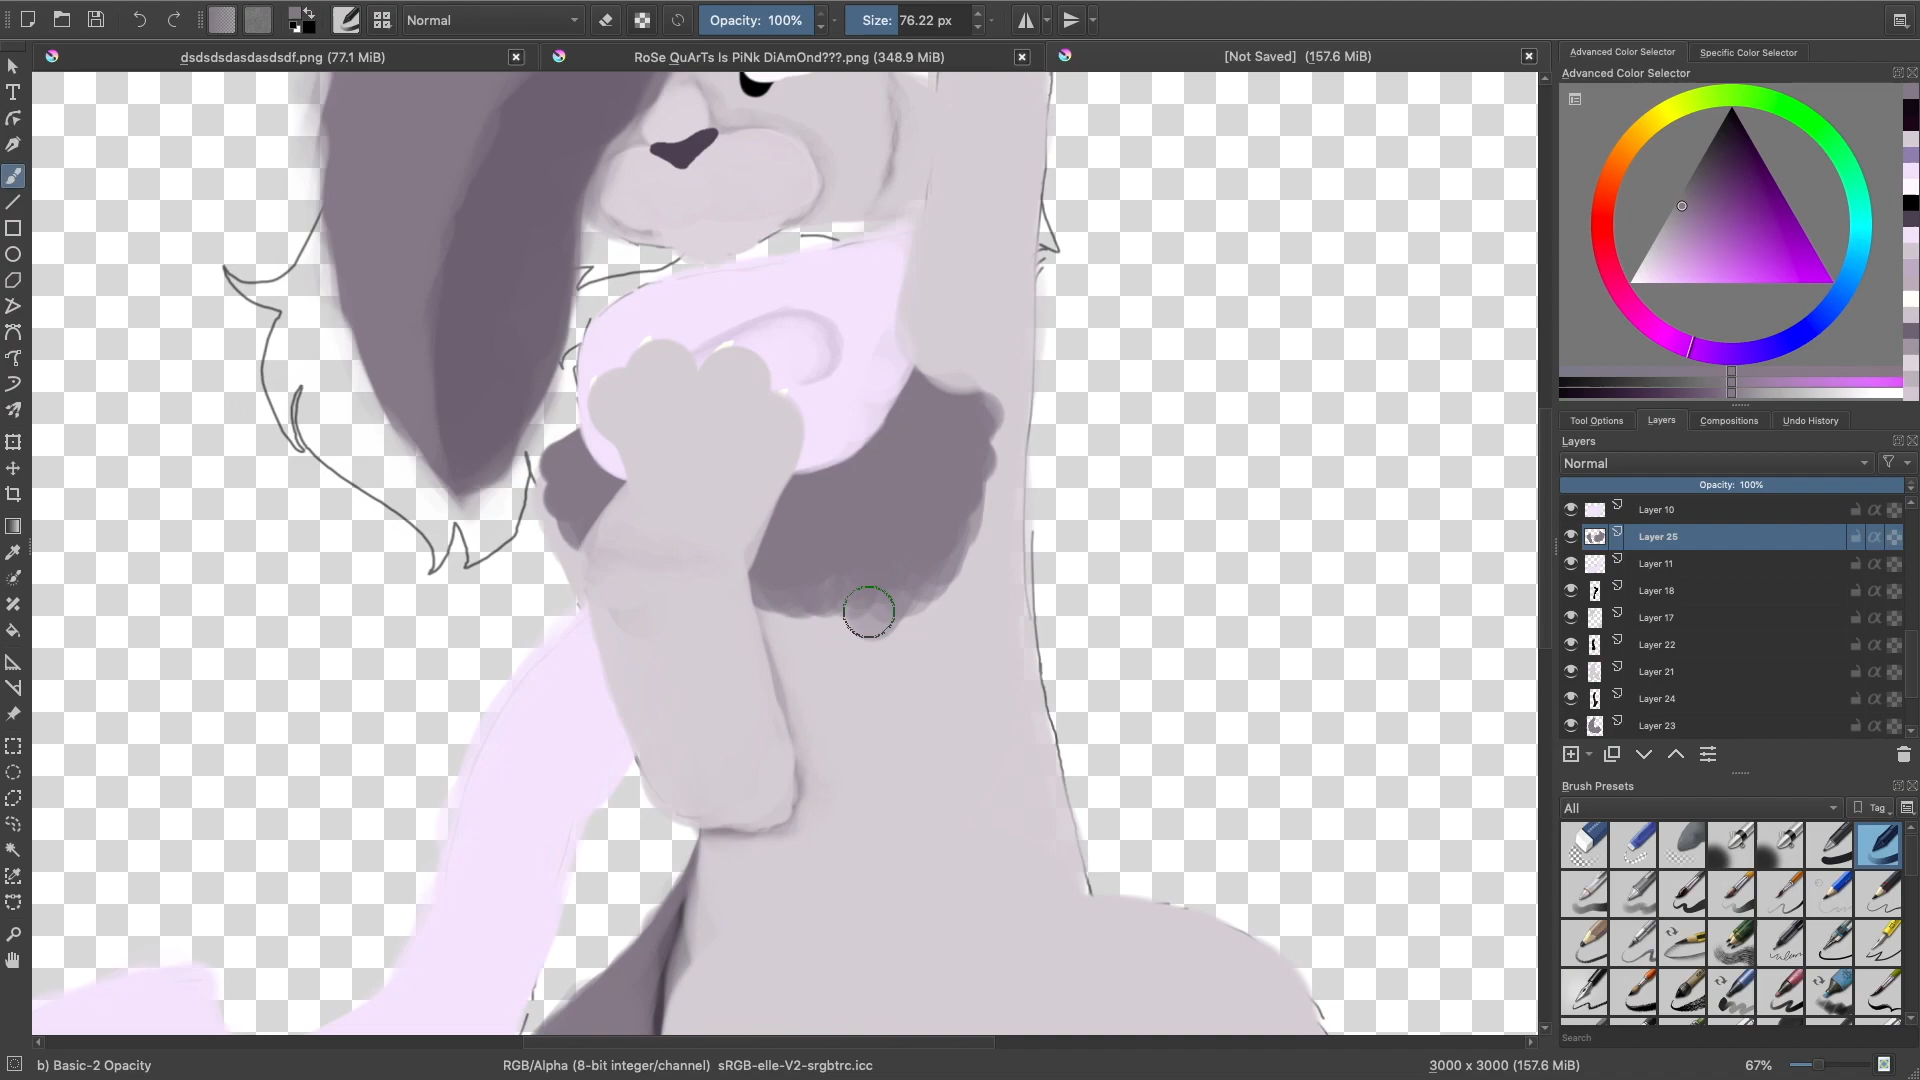 Normal
Opacity: 100%
Size: 76.22 px
dsdsdsdasdasdsdf.png (77.1 MiB)
RoSe QuArTs Is PiNk DiAmOnd???.png (348.9 MiB)
[Not Saved] (157.6 MiB)
Advanced Color Selector
Specific Color Selector
Advanced Color Selector
Tool Options
Layers
Compositions
Undo History
Layers
Normal
Opacity: 100%
Layer 10
Layer 25
Layer 11
Layer 18
Layer 17
Layer 22
Layer 21
Layer 24
Layer 23
Brush Presets
All
Tag
Search
b) Basic-2 Opacity
RGB/Alpha (8-bit integer/channel) sRGB-elle-V2-srgbtrc.icc
3000 x 3000 (157.6 MiB)
67%